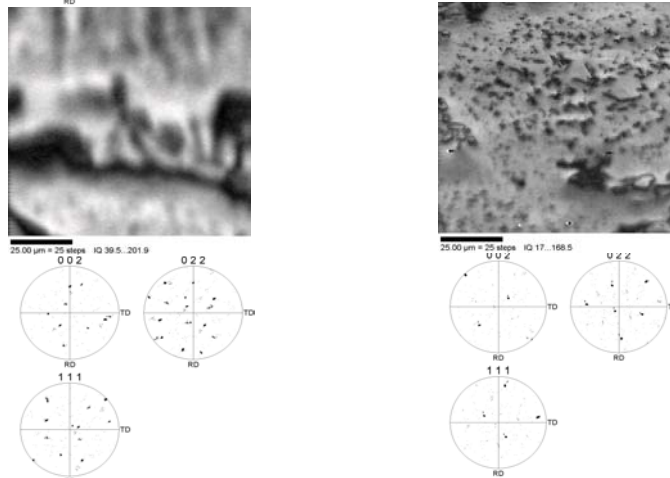 RD
25.00 µm = 25 steps IQ 39.5...201.9
0 0 2
0 2 2
TD
TD
RD
RD
1 1 1
TD
25.00 µm = 25 steps IQ 17...168.5
0 0 2
0 2 2
TD
RD
RD
1 1 1
TD
RD